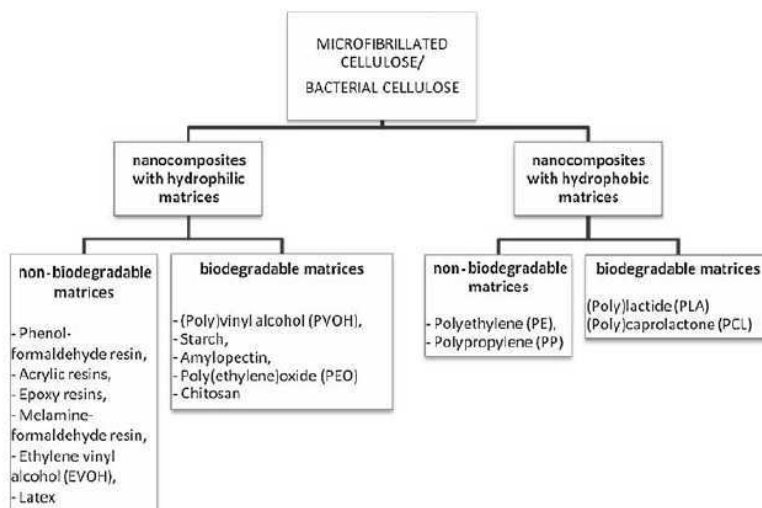 MICROFIBRILLATED
CELLULOSE/
BACTERIAL CELLULOSE
nanocomposites
with hydrophilic
matrices
nanocomposites
with hydrophobic
matrices
non-biodegradable
matrices
- Phenol-
formaldehyde resin,
- Acrylic resins,
- Epoxy resins,
- Melamine-
formaldehyde resin,
- Ethylene vinyl
alcohol (EVOH),
- Latex
biodegradable matrices
- (Poly)vinyl alcohol (PVOH),
- Starch,
- Amylopectin,
- Poly(ethylene)oxide (PEO)
- Chitosan
non-biodegradable
matrices
- Polyethylene (PE),
- Polypropylene (PP)
biodegradable matrices
(Poly)lactide (PLA)
(Poly)caprolactone (PCL)